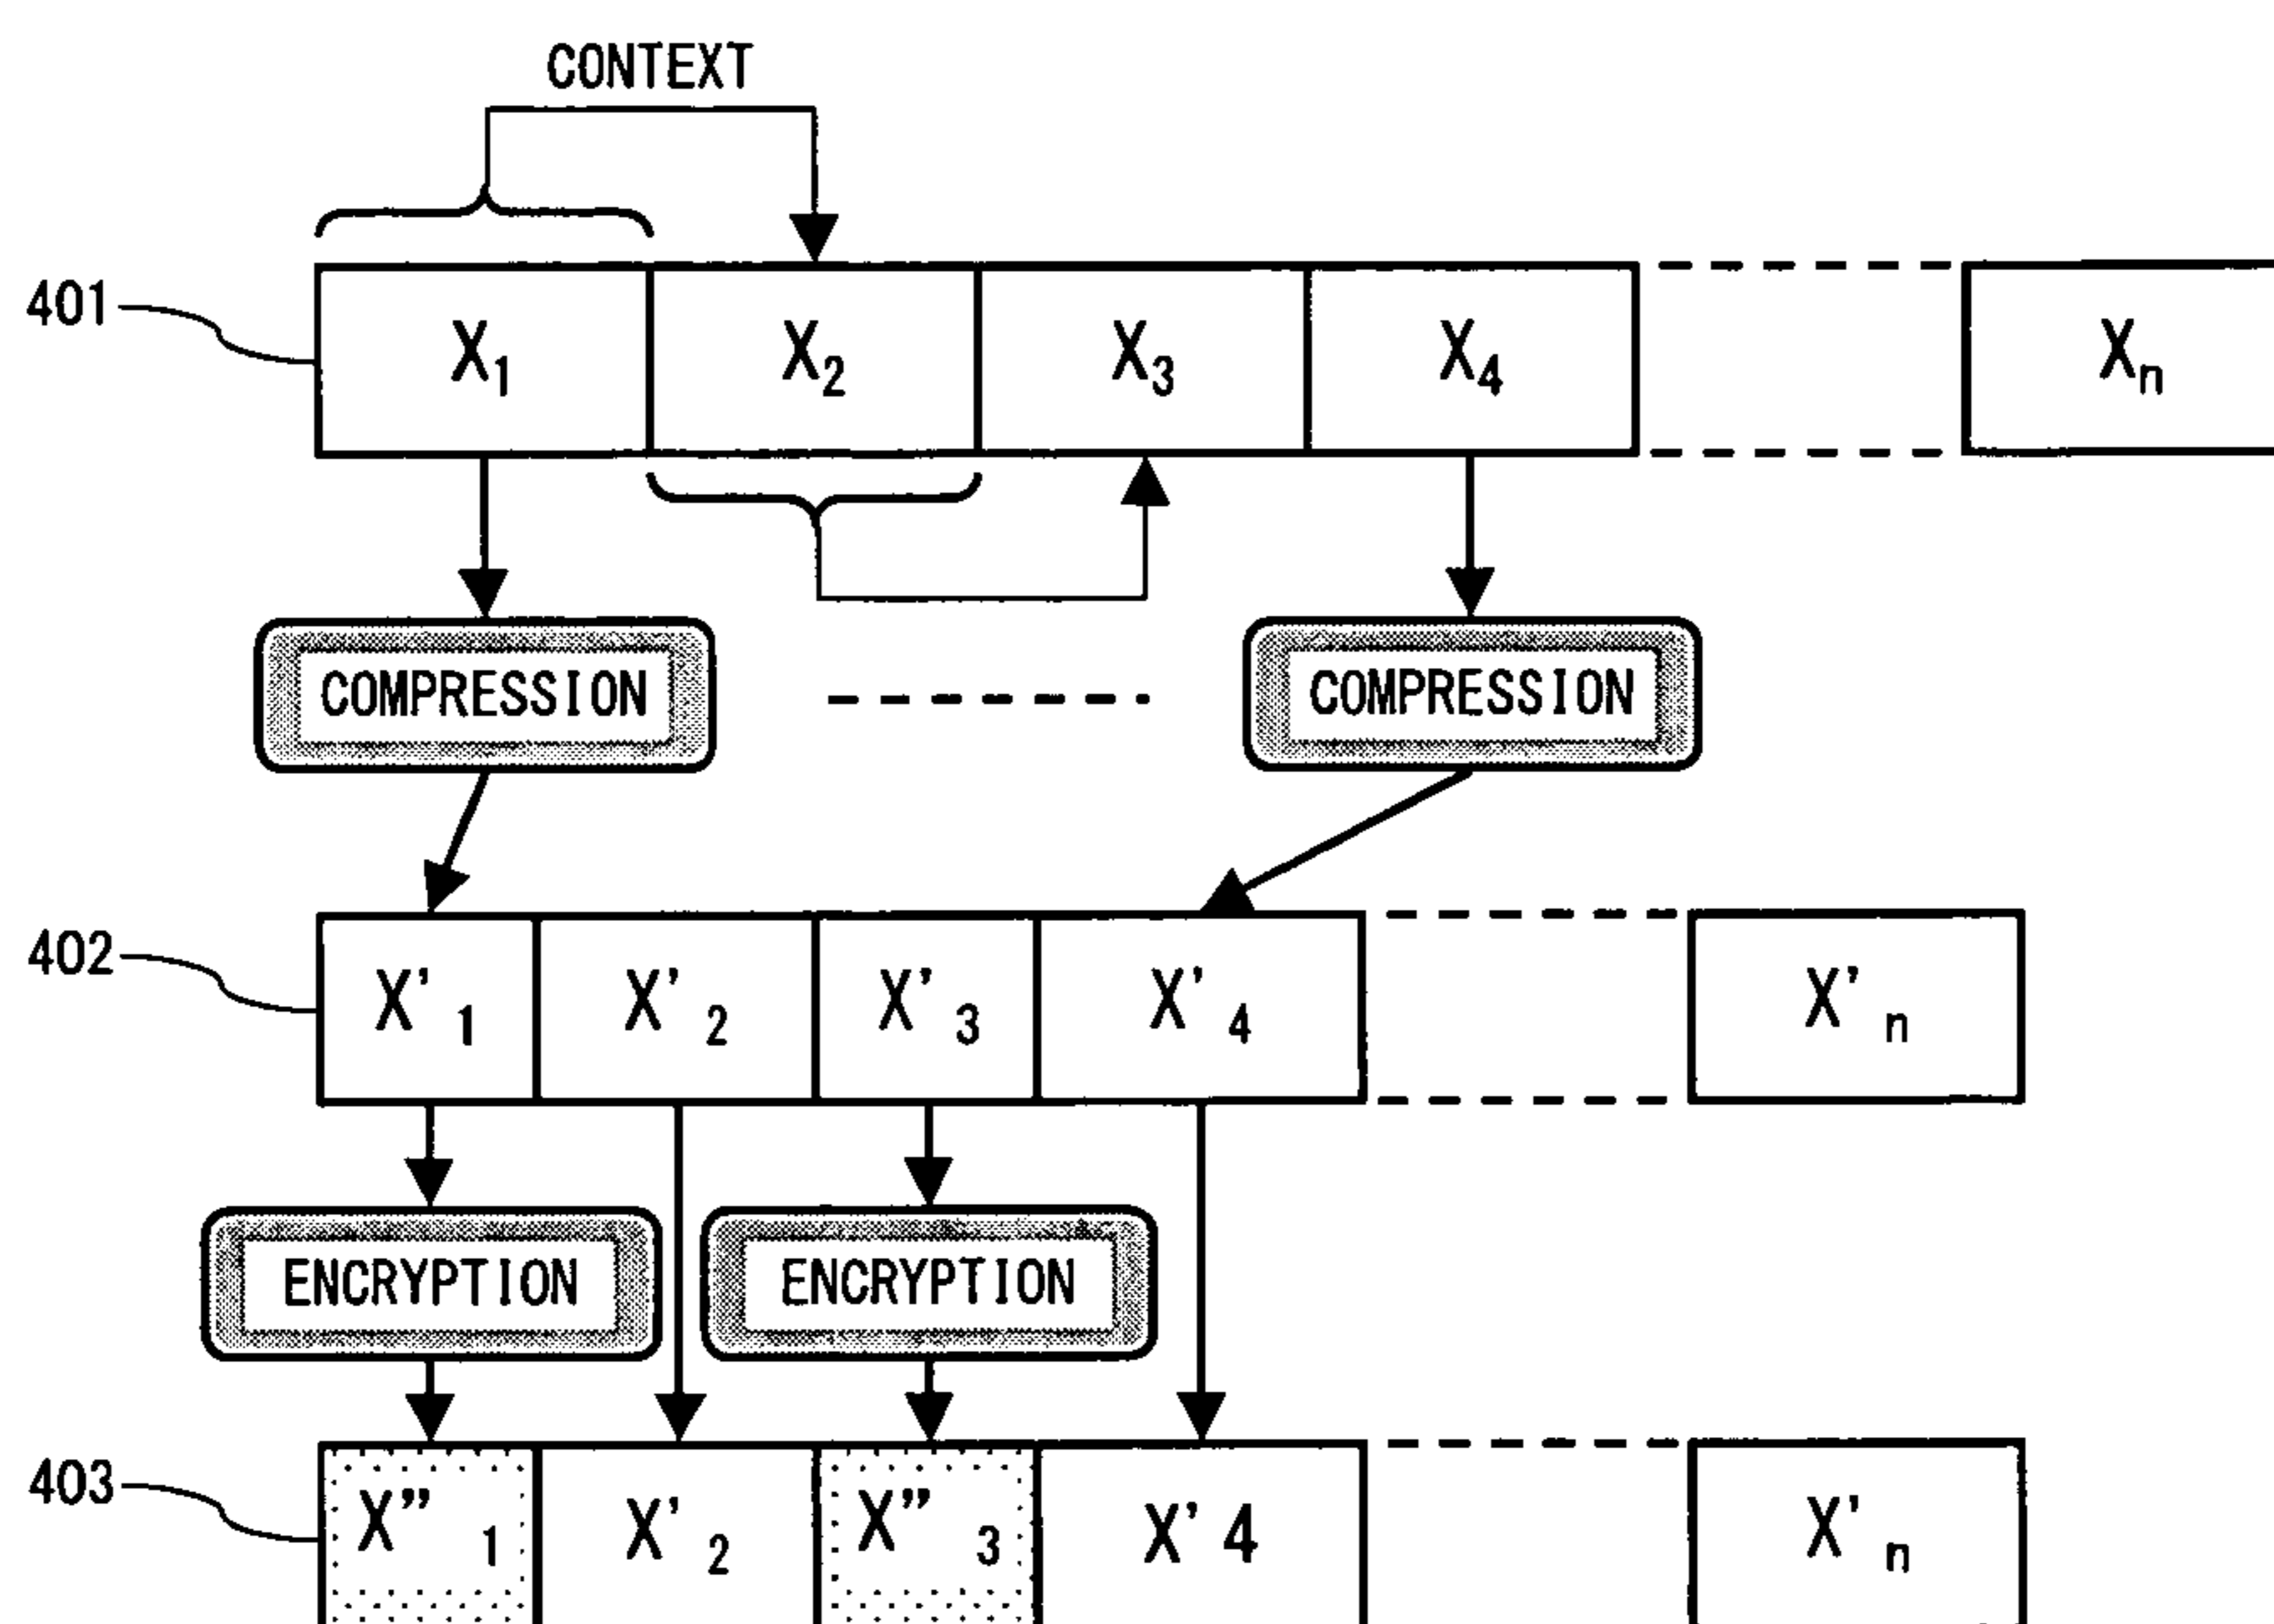 CONTEXT
401 X1 X2 X3 X4 Xn
COMPRESSION COMPRESSION
402 X'1 X'2 X'3 X'4 X'n
ENCRYPTION ENCRYPTION
403 X”1 X'2 X”3 X'4 X'n